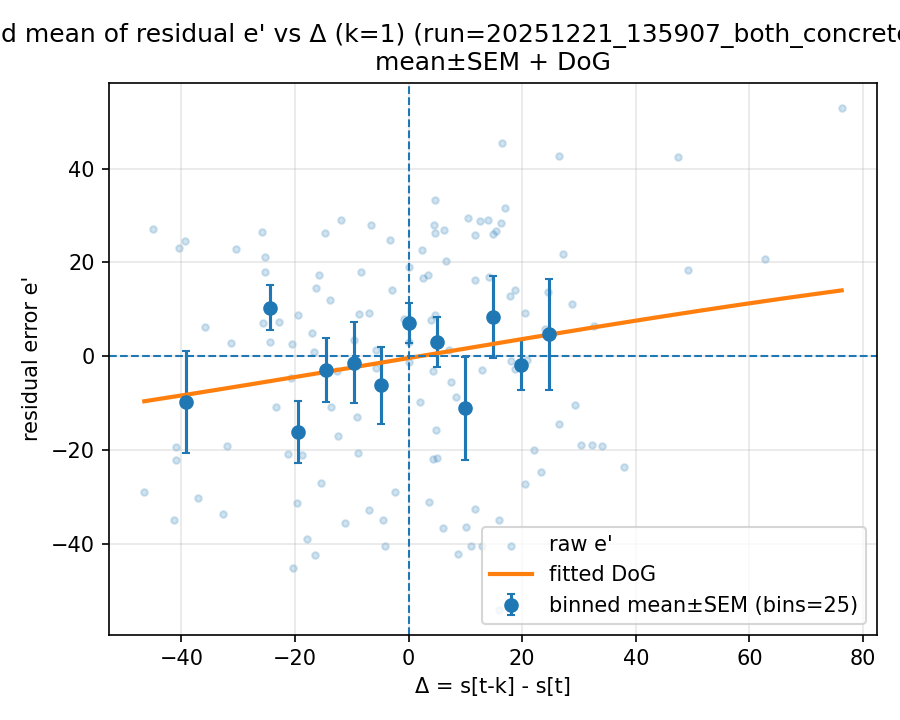 d mean of residual e' vs Δ (k=1) (run=20251221_135907_both_concrete
mean±SEM + DoG
residual error e'
40
20
0
−20
−40
raw e'
fitted DoG
binned mean±SEM (bins=25)
−40 −20 0 20 40 60 80
Δ = s[t-k] - s[t]